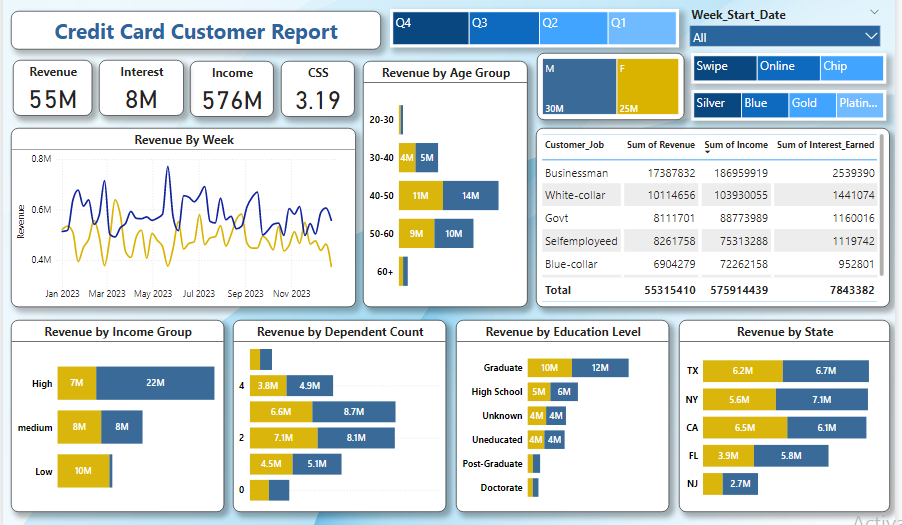 Credit Card Customer Report
Q4 Q3 Q2 Q1
Week_Start_Date
All
Swipe Online Chip
Silver Blue Gold Platin...
Revenue
55M
Interest
8M
Income
576M
CSS
3.19
M
30M
F
25M
Revenue by Age Group
20-30
30-40 4M 5M
40-50 11M 14M
50-60 9M 10M
60+
Revenue By Week
Revenue
0.8M
0.6M
0.4M
Jan 2023 Mar 2023 May 2023 Jul 2023 Sep 2023 Nov 2023
Customer_Job Sum of Revenue Sum of Income Sum of Interest_Earned
Businessman 17387832 186959919 2539390
White-collar 10114656 103930055 1441074
Govt 8111701 88773989 1160016
Selfemployeed 8261758 75313288 1119742
Blue-collar 6904279 72262158 952801
Total 55315410 575914439 7843382
Revenue by Income Group
High 7M 22M
medium 8M 8M
Low 10M
Revenue by Dependent Count
4 3.8M 4.9M
6.6M 8.7M
2 7.1M 8.1M
4.5M 5.1M
0
Revenue by Education Level
Graduate 10M 12M
High School 5M 6M
Unknown 4M 4M
Uneducated 4M 4M
Post-Graduate
Doctorate
Revenue by State
TX 6.2M 6.7M
NY 5.6M 7.1M
CA 6.5M 6.1M
FL 3.9M 5.8M
NJ 2.7M